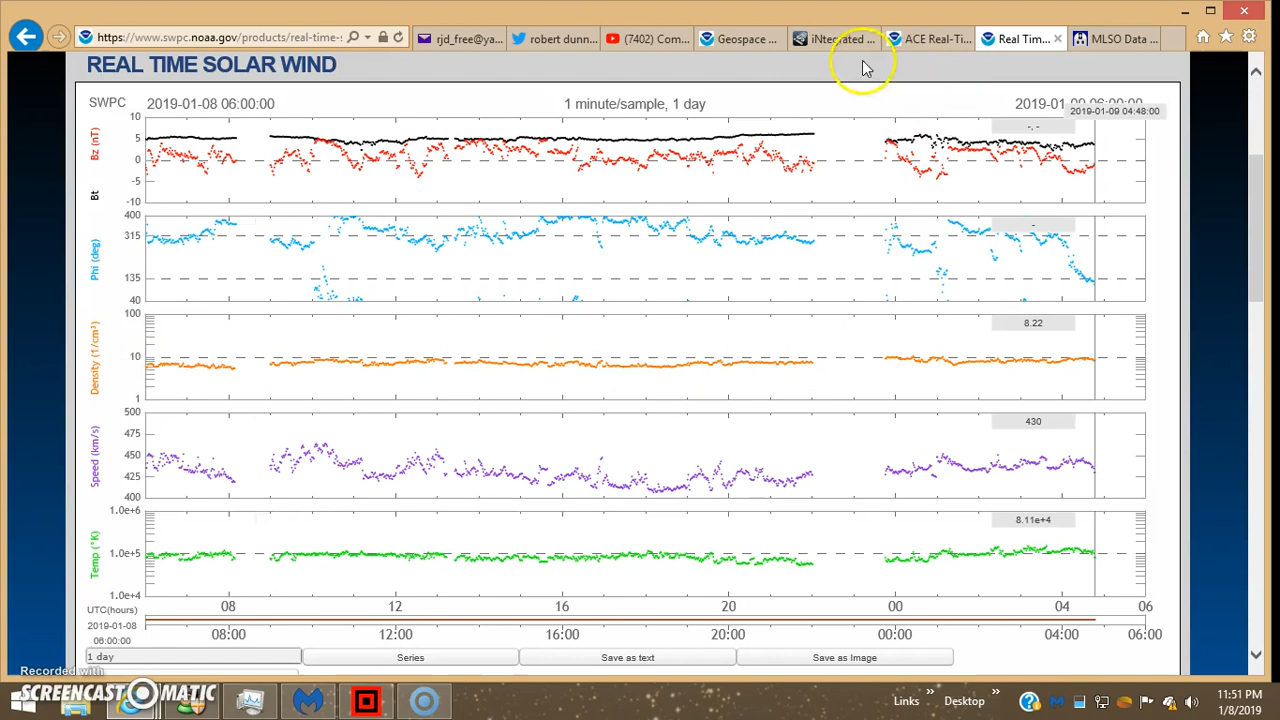 https://www.swpc.noaa.gov/products/real-time-s
rjd_free@ya...
robert dunn...
(7402) Com...
Geospace ...
iNtegrated ...
ACE Real-Ti...
Real Tim...
MLSO Data ...
REAL TIME SOLAR WIND
SWPC
2019-01-08 06:00:00
1 minute/sample, 1 day
2019-01-09 06:00:00
2019-01-09 04:48:00
Bt Bz (nT)
10
5
0
-5
-10
-, -
Phi (deg)
400
315
135
40
-
Density (1/cm³)
100
10
1
8.22
Speed (km/s)
500
475
450
425
400
430
Temp (°K)
1.0e+6
1.0e+5
1.0e+4
8.11e+4
UTC(hours)
08 12 16 20 00 04 06
2019-01-08
06:00:00
08:00 12:00 16:00 20:00 00:00 04:00 06:00
1 day
Series
Save as text
Save as Image
Recorded with
SCREENCAST MATIC
Links
Desktop
11:51 PM
1/8/2019